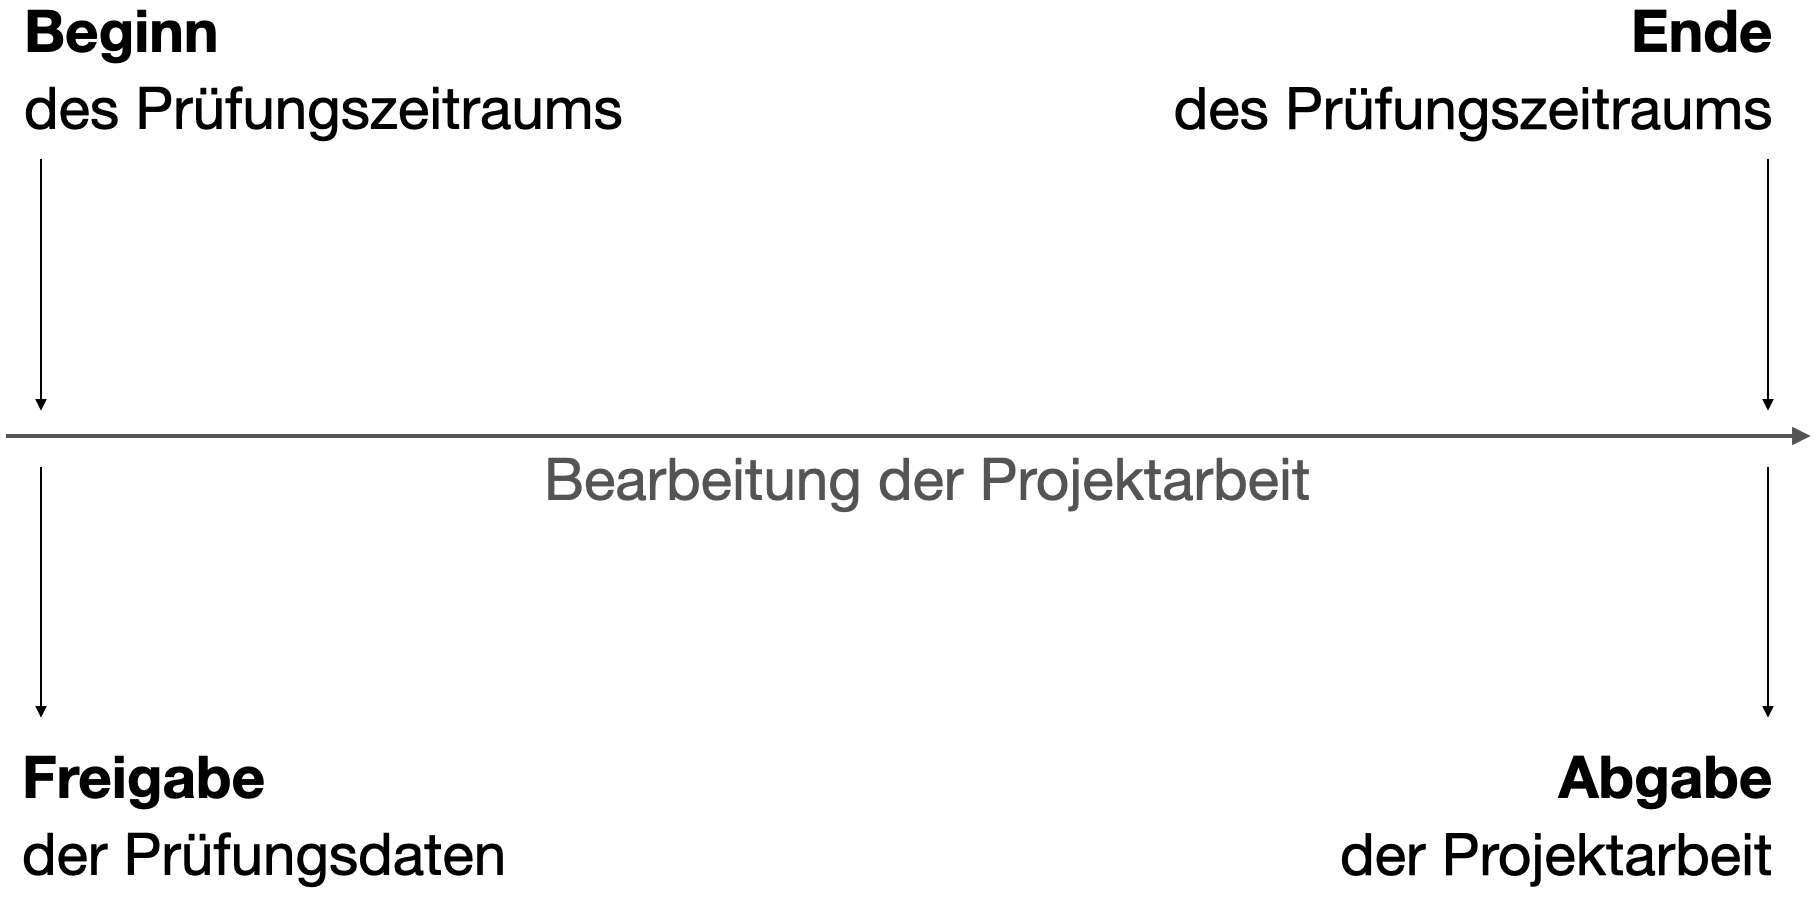 Beginn
des Prüfungszeitraums
Ende
des Prüfungszeitraums
Bearbeitung der Projektarbeit
Freigabe
der Prüfungsdaten
Abgabe
der Projektarbeit